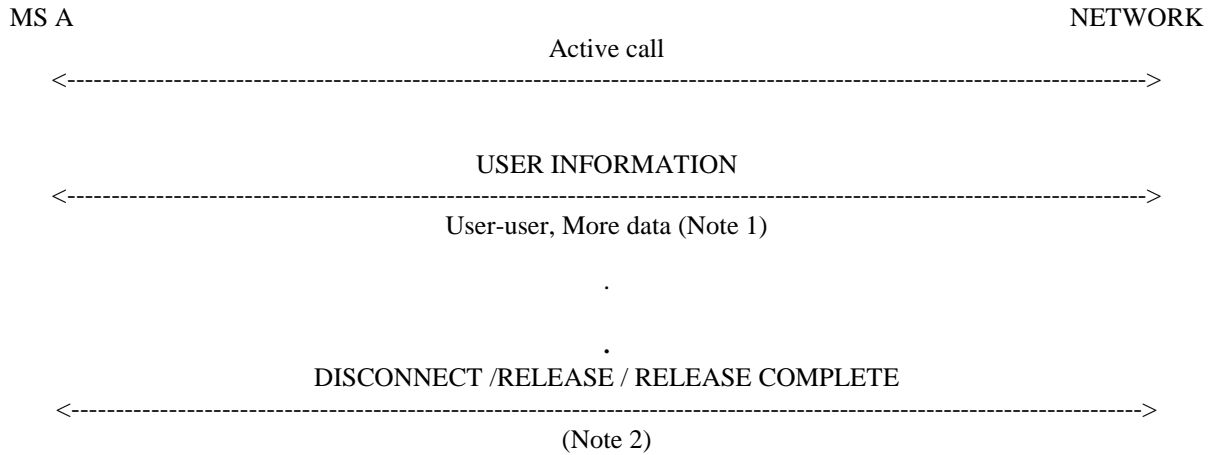 MS A NETWORK
Active call
<------------------------------------------------------------------------------------------------------------------------>
USER INFORMATION
<------------------------------------------------------------------------------------------------------------------------>
User-user, More data (Note 1)
.
.
DISCONNECT /RELEASE / RELEASE COMPLETE
<----------------------------------------------------------------------------------------------------------------------->
(Note 2)